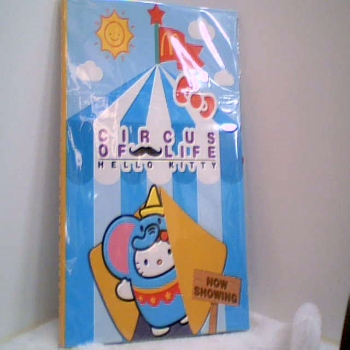 CIRCUS
OF LIFE
HELLO KITTY
NOW
SHOWING